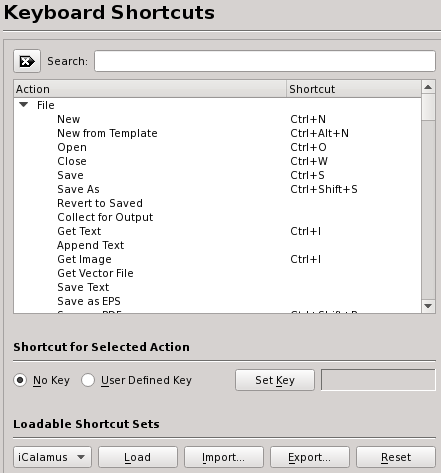 Keyboard Shortcuts
Search:
Action Shortcut
File
New Ctrl+N
New from Template Ctrl+Alt+N
Open Ctrl+O
Close Ctrl+W
Save Ctrl+S
Save As Ctrl+Shift+S
Revert to Saved
Collect for Output
Get Text Ctrl+I
Append Text
Get Image Ctrl+I
Get Vector File
Save Text
Save as EPS
Shortcut for Selected Action
No Key User Defined Key Set Key
Loadable Shortcut Sets
iCalamus Load Import... Export... Reset